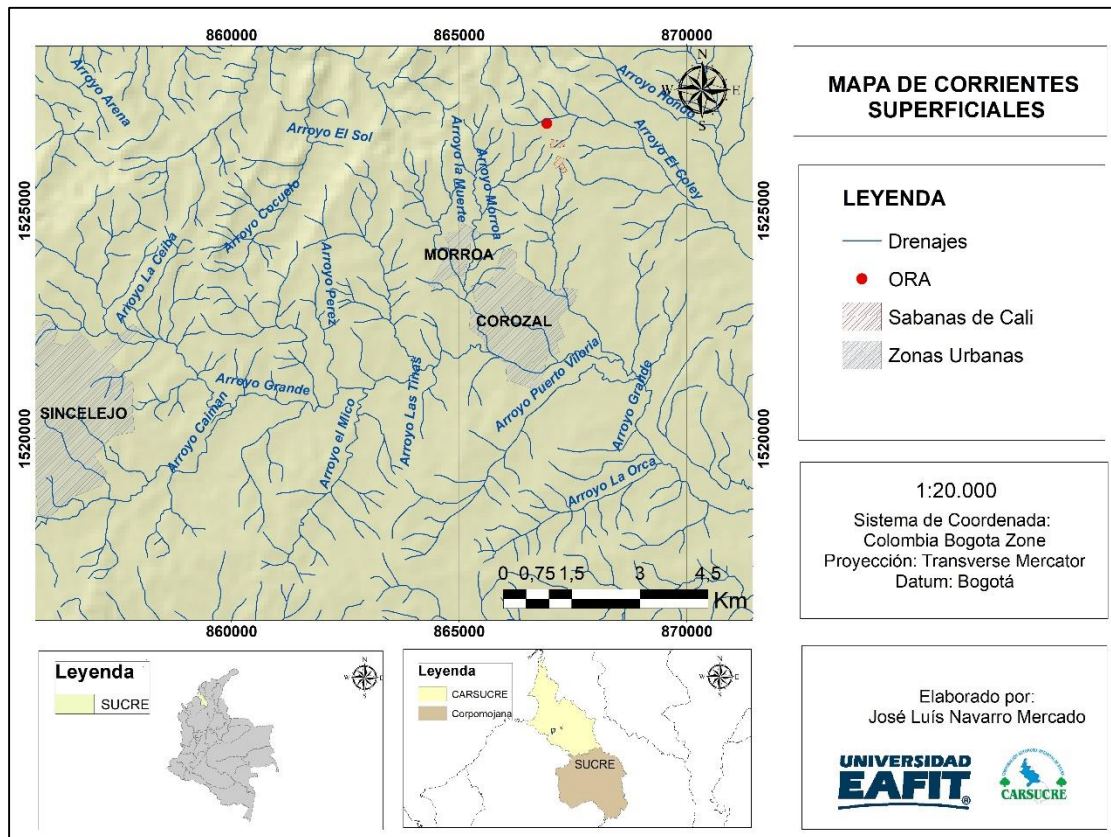 860000
865000
870000
1525000
1520000
1525000
1520000
N
W
E
S
Arroyo Arena
Arroyo El Sol
Arroyo la Muerte
Arroyo Morroa
Arroyo Hondo
Arroyo El Coley
Arroyo Cocuelo
Arroyo La Ceiba
Arroyo Perez
MORROA
COROZAL
Arroyo Grande
Arroyo Caiman
SINCELEJO
Arroyo el Mico
Arroyo Las Tinas
Arroyo Puerto Viloria
Arroyo Grande
Arroyo La Orca
0 0,75 1,5 3 4,5
Km
860000
865000
870000
MAPA DE CORRIENTES
SUPERFICIALES
LEYENDA
Drenajes
ORA
Sabanas de Cali
Zonas Urbanas
1:20.000
Sistema de Coordenada:
Colombia Bogota Zone
Proyección: Transverse Mercator
Datum: Bogotá
Leyenda
SUCRE
N
W
E
S
Leyenda
CARSUCRE
Corpomojana
SUCRE
N
W
E
S
Elaborado por:
José Luís Navarro Mercado
UNIVERSIDAD
EAFIT
®
CARSUCRE